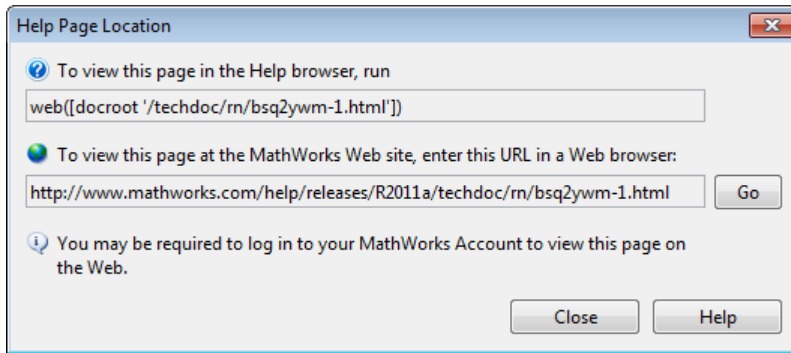 Help Page Location
To view this page in the Help browser, run
web([docroot '/techdoc/rn/bsq2ywm-1.html'])
To view this page at the MathWorks Web site, enter this URL in a Web browser:
http://www.mathworks.com/help/releases/R2011a/techdoc/rn/bsq2ywm-1.html
Go
You may be required to log in to your MathWorks Account to view this page on
the Web.
Close
Help